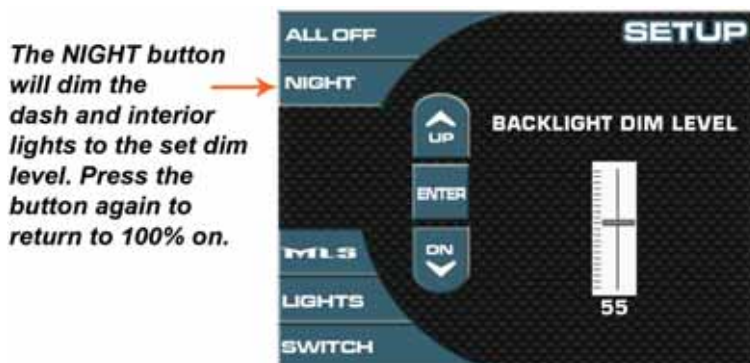 The NIGHT button
will dim the
dash and interior
lights to the set dim
level. Press the
button again to
return to 100% on.
ALL OFF
NIGHT
SETUP
UP
ENTER
DN
BACKLIGHT DIM LEVEL
55
MLS
LIGHTS
SWITCH